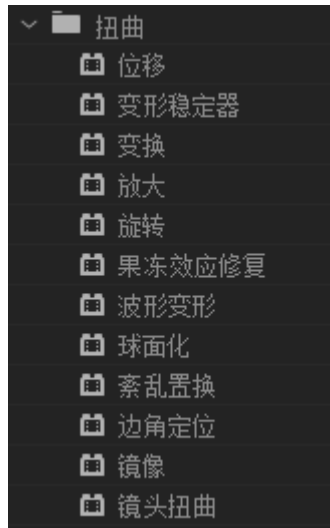 扭曲
位移
变形稳定器
变换
放大
旋转
果冻效应修复
波形变形
球面化
紊乱置换
边角定位
镜像
镜头扭曲